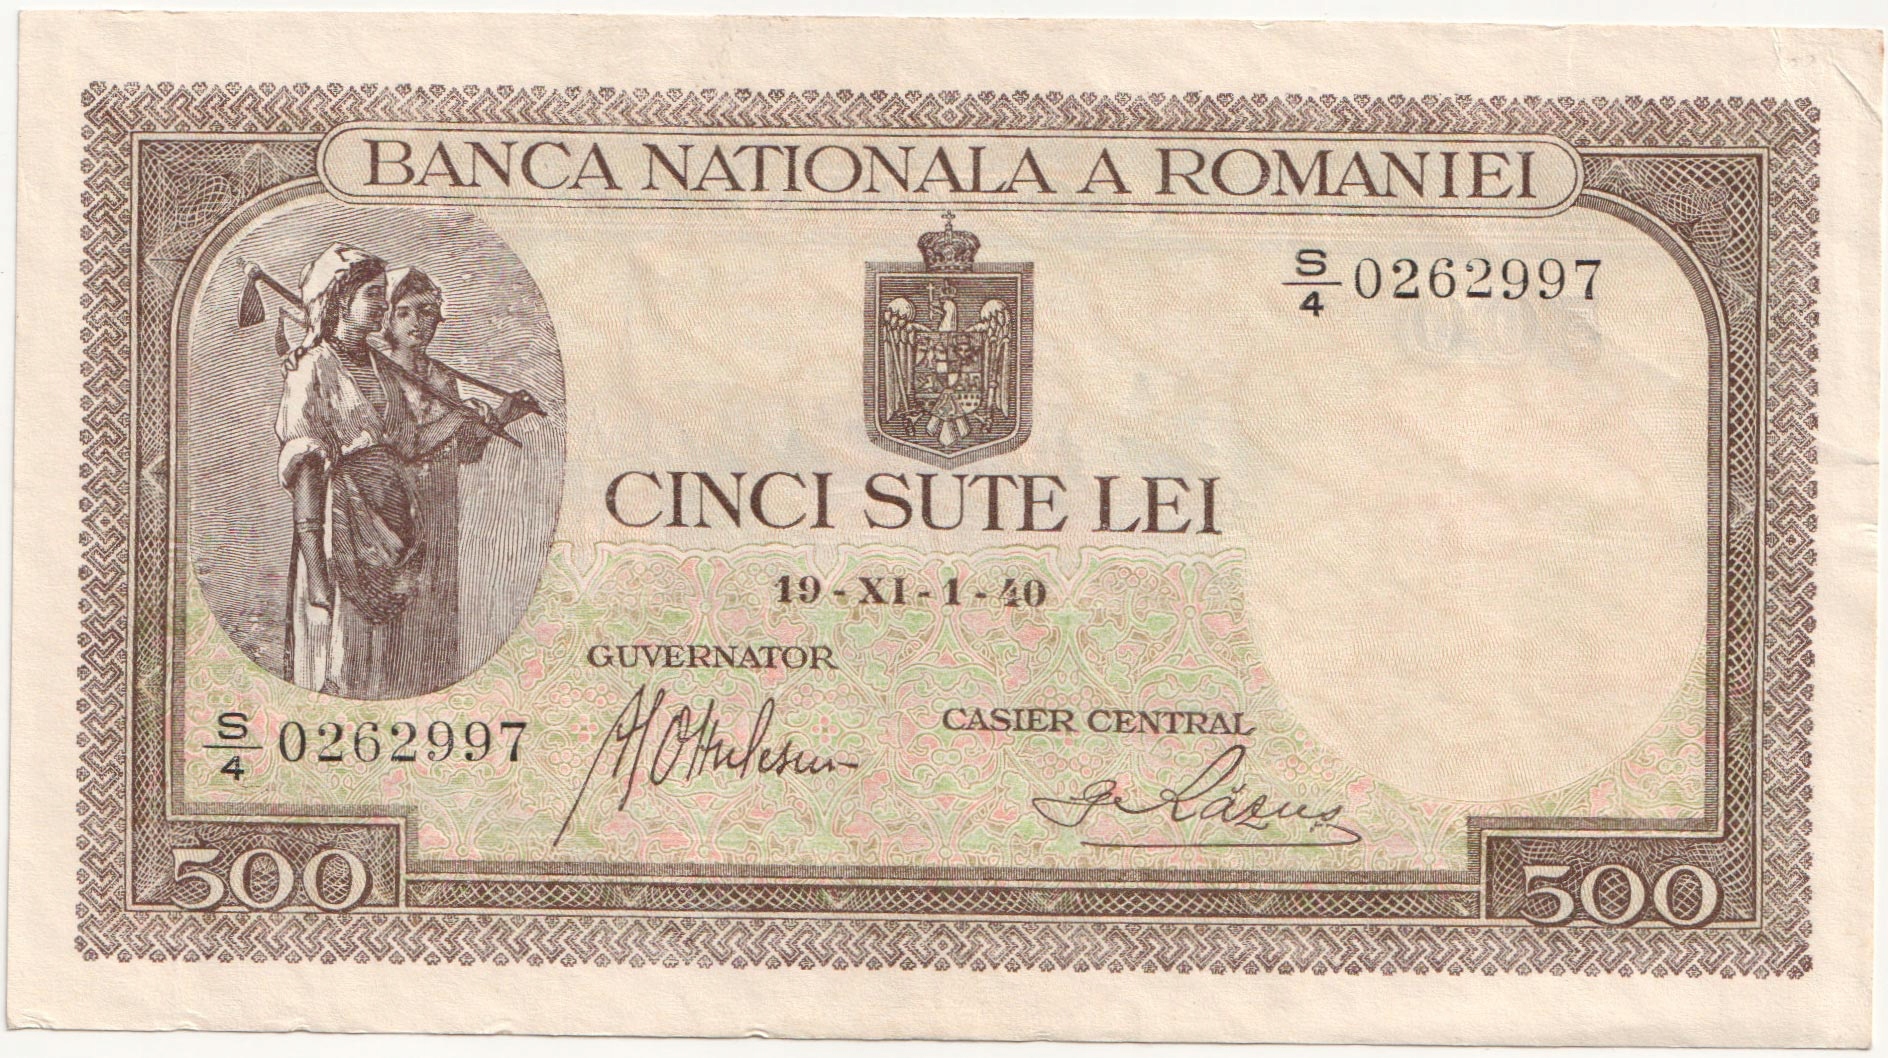 BANCA NATIONALA A ROMANIEI
S/4 0262997
CINCI SUTE LEI
19-XI-1-40
GUVERNATOR
CASIER CENTRAL
S/4 0262997
500
500